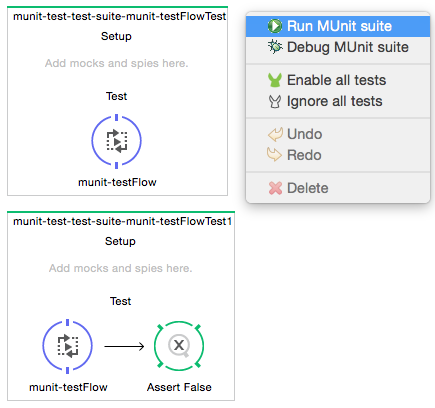 munit-test-test-suite-munit-testFlowTest
Setup
Add mocks and spies here.
Test
munit-testFlow
Run MUnit suite
Debug MUnit suite
Enable all tests
Ignore all tests
Undo
Redo
Delete
munit-test-test-suite-munit-testFlowTest1
Setup
Add mocks and spies here.
Test
munit-testFlow
X
Assert False